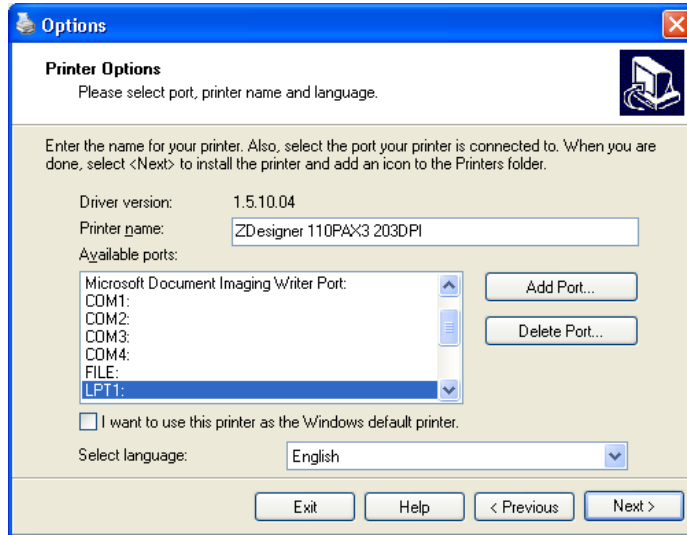 Options
Printer Options
Please select port, printer name and language.
Enter the name for your printer. Also, select the port your printer is connected to. When you are
done, select <Next> to install the printer and add an icon to the Printers folder.
Driver version: 1.5.10.04
Printer name: ZDesigner 110PAX3 203DPI
Available ports:
Microsoft Document Imaging Writer Port:
COM1:
COM2:
COM3:
COM4:
FILE:
LPT1:
Add Port...
Delete Port...
I want to use this printer as the Windows default printer.
Select language: English
Exit Help < Previous Next >